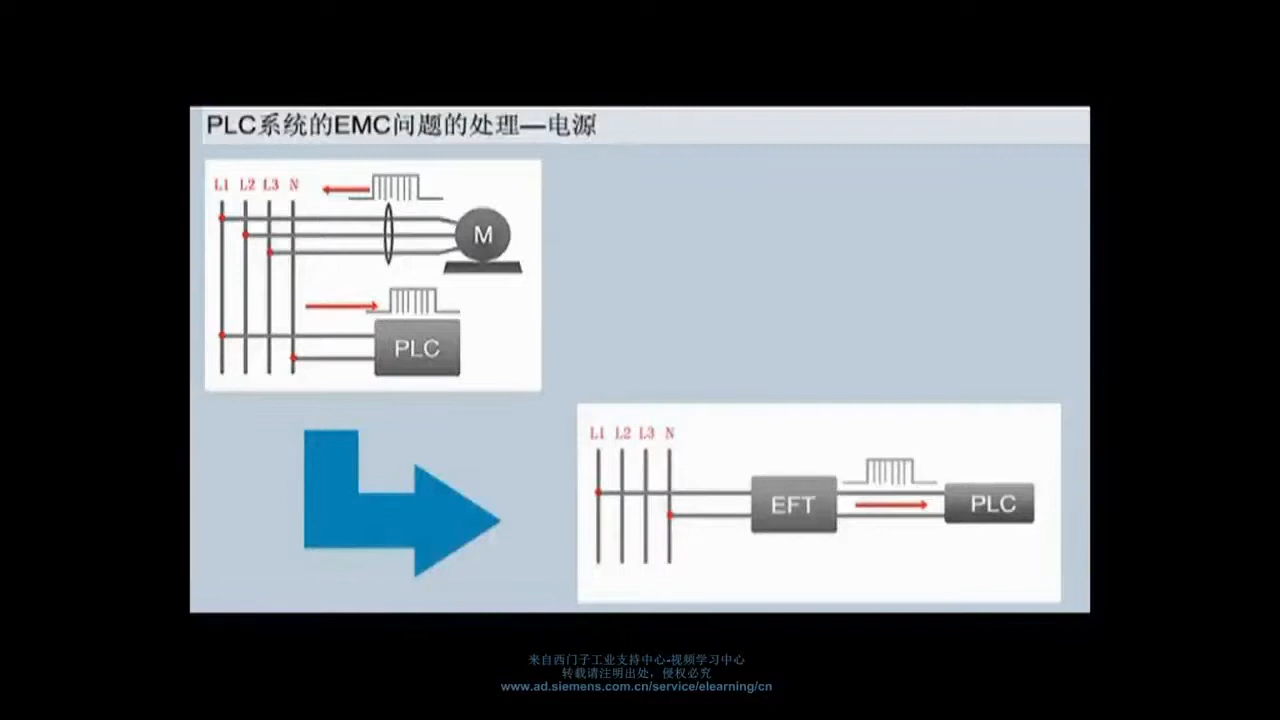 PLC系统的EMC问题的处理—电源
L1 L2 L3 N
M
PLC
L1 L2 L3 N
EFT
PLC
来自西门子工业支持中心-视频学习中心
转载请注明出处，侵权必究
www.ad.siemens.com.cn/service/elearning/cn